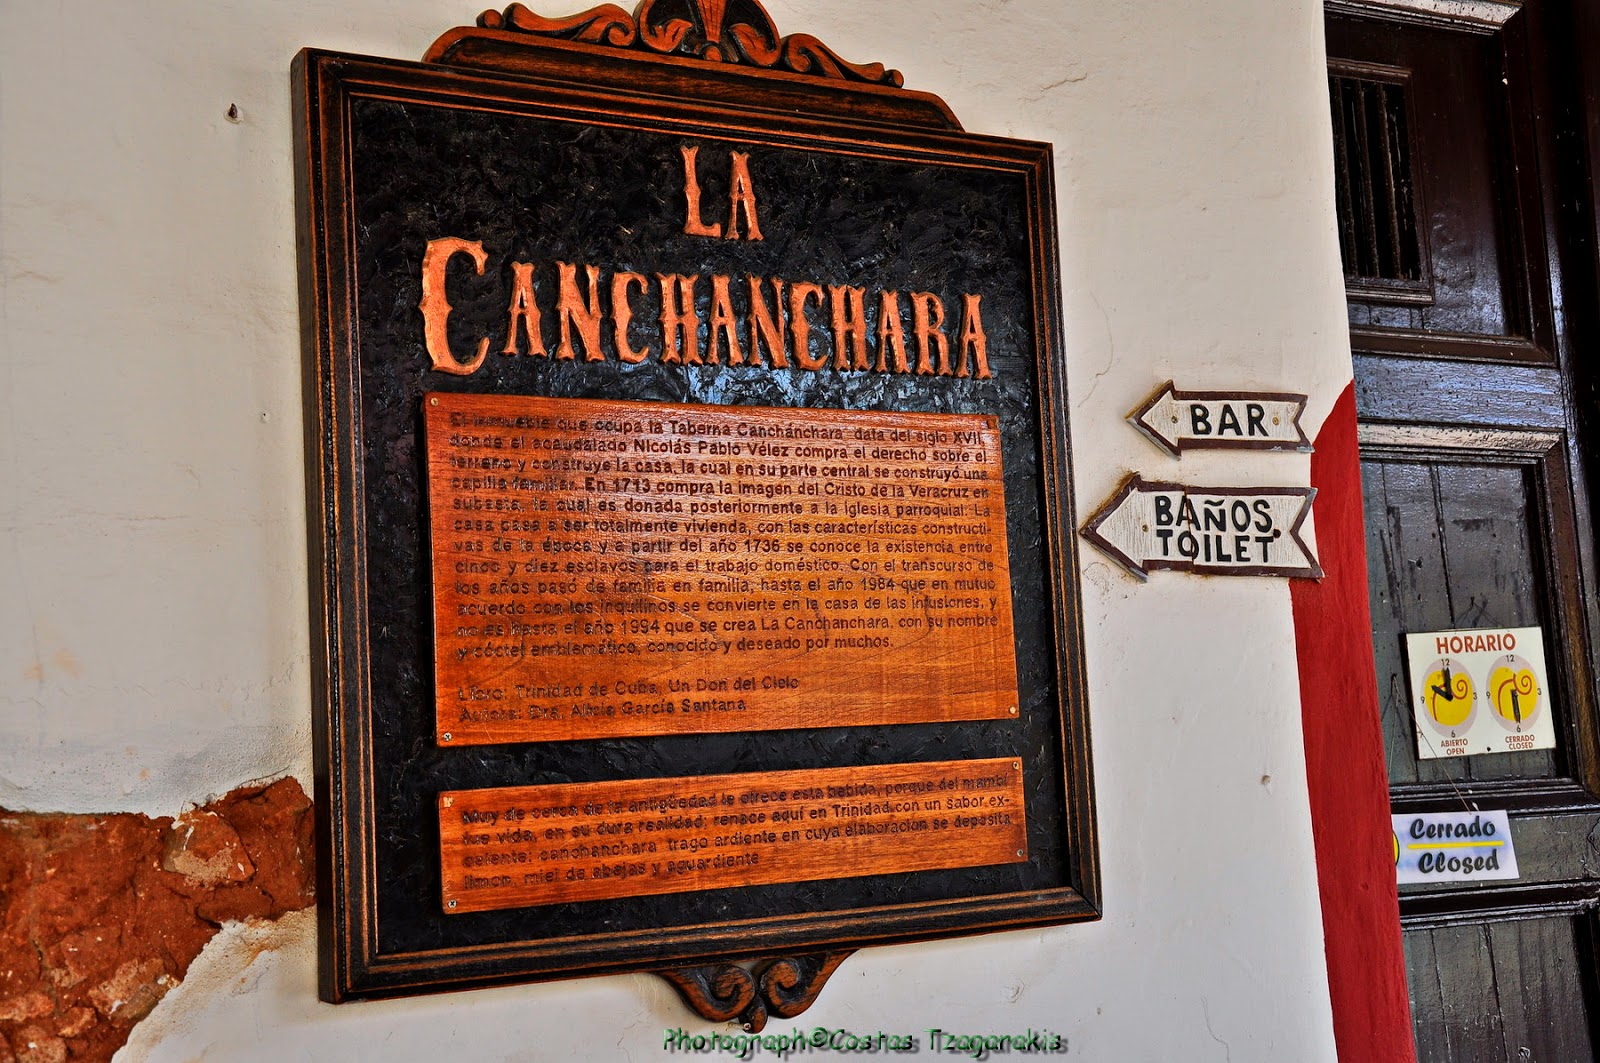 LA
CANCHANCHARA
El inmueble que ocupa la Taberna Canchánchara data del siglo XVII,
donde el acaudalado Nicolás Pablo Vélez compra el derecho sobre el
terreno y construye la casa, la cual en su parte central se construyó una
capilla familiar. En 1713 compra la imagen del Cristo de la Veracruz en
subasta, la cual es donada posteriormente a la iglesia parroquial. La
casa pasa a ser totalmente vivienda, con las características constructi-
vas de la época y a partir del año 1736 se conoce la existencia entre
cinco y diez esclavos para el trabajo doméstico. Con el transcurso de
los años pasó de familia en familia, hasta el año 1984 que en mutuo
acuerdo con los inquilinos se convierte en la casa de las infusiones, y
no es hasta el año 1994 que se crea La Canchanchara, con su nombre
y cóctel emblemático, conocido y deseado por muchos.
Libro: Trinidad de Cuba, Un Don del Cielo
Autora: Dra. Alicia García Santana
Muy de cerca de la antigüedad le ofrece esta bebida, porque del mambí
fue vida, en su dura realidad; renace aquí en Trinidad con un sabor ex-
celente; canchanchara trago ardiente en cuya elaboración se deposita
limón, miel de abejas y aguardiente
BAR
BAÑOS
TOILET
HORARIO
12 12
9 3 9 3
6 6
ABIERTO CERRADO
OPEN CLOSED
Cerrado
Closed
Photograph©Costas Tzagarakis